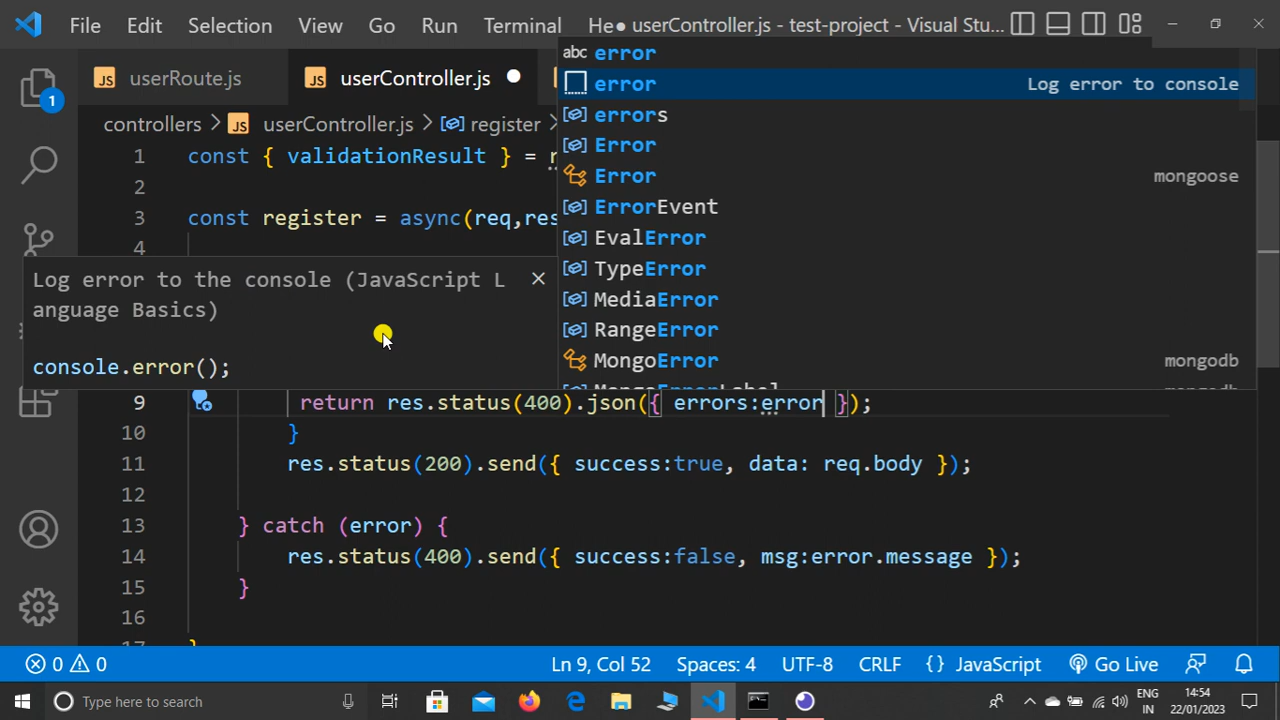 File Edit Selection View Go Run Terminal He● userController.js - test-project - Visual Stu...
JS userRoute.js JS userController.js ●
1
controllers > JS userController.js > register >
1 const { validationResult } =
2
3 const register = async(req,res
4
abc error
error Log error to console
errors
Error
Error mongoose
ErrorEvent
EvalError
TypeError
MediaError
RangeError
MongoError mongodb
Log error to the console (JavaScript L
anguage Basics)
console.error();
9 return res.status(400).json({ errors:error });
10 }
11 res.status(200).send({ success:true, data: req.body });
12
13 } catch (error) {
14 res.status(400).send({ success:false, msg:error.message });
15 }
16
0 0 Ln 9, Col 52 Spaces: 4 UTF-8 CRLF {} JavaScript Go Live
Type here to search ENG 14:54
IN 22/01/2023